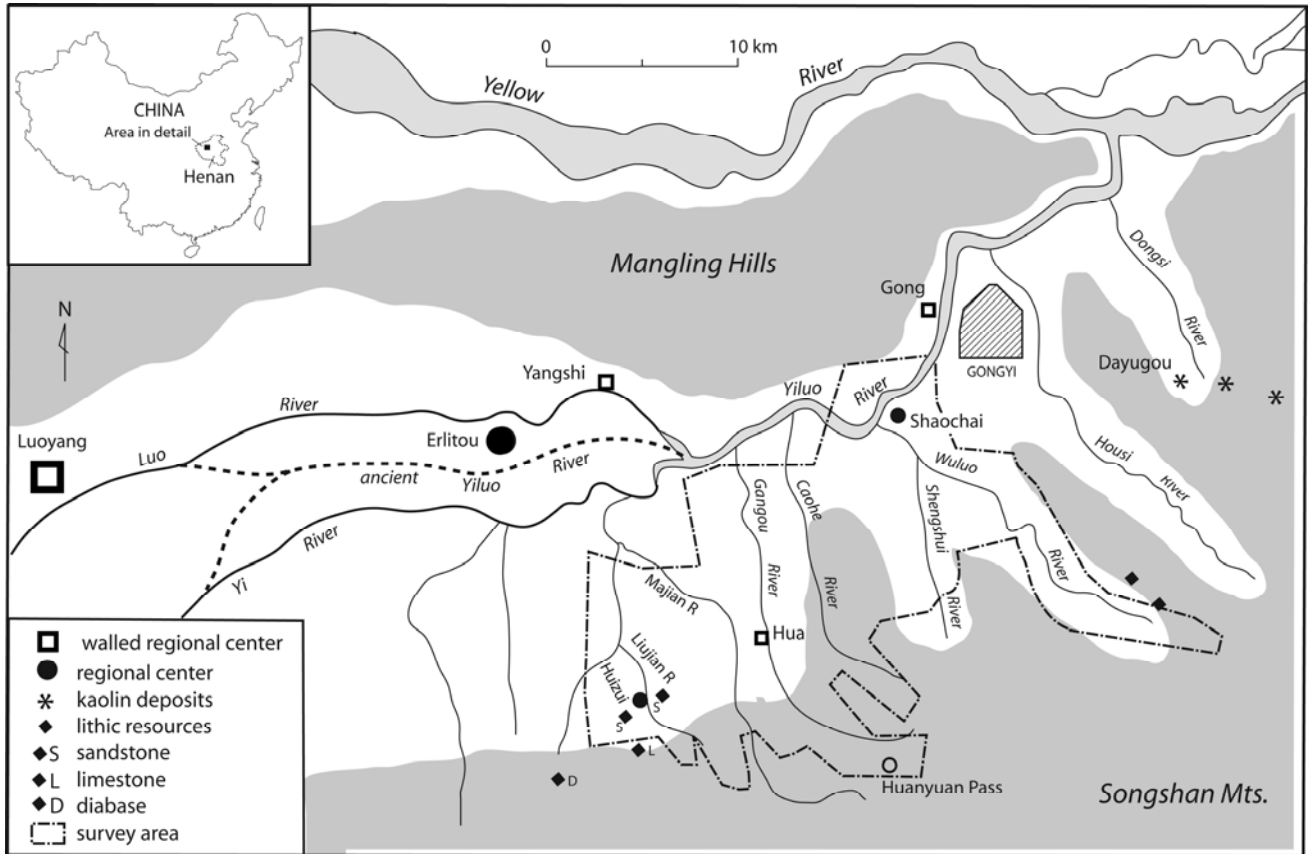 CHINA
Area in detail
Henan
0 10 km
Yellow
River
Mangling Hills
N
Gong
GONGYI
Dongsi
River
Dayugou
Yangshi
Yiluo
River
Shaochai
Luoyang
Luo
River
Erlitou
ancient
Yiluo
River
Yi
River
Wuluo
River
Housi
River
Gangou
River
Caohe
River
Shengshui
River
Majian R
Liujian R
Huizui
Hua
S
S
L
D
Huanyuan Pass
Songshan Mts.
walled regional center
regional center
kaolin deposits
lithic resources
S sandstone
L limestone
D diabase
survey area